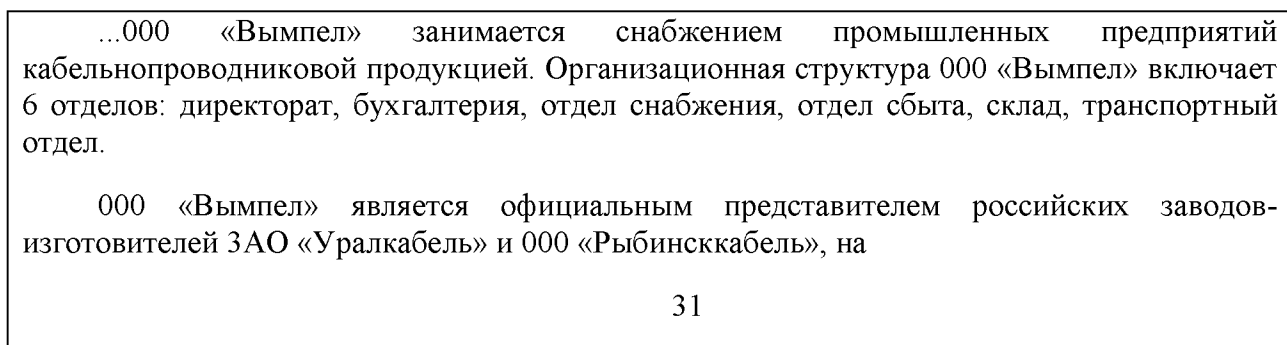 ...000 «Вымпел» занимается снабжением промышленных предприятий
кабельнопроводниковой продукцией. Организационная структура 000 «Вымпел» включает
6 отделов: директорат, бухгалтерия, отдел снабжения, отдел сбыта, склад, транспортный
отдел.
000 «Вымпел» является официальным представителем российских заводов-
изготовителей ЗАО «Уралкабель» и 000 «Рыбинсккабель», на
31